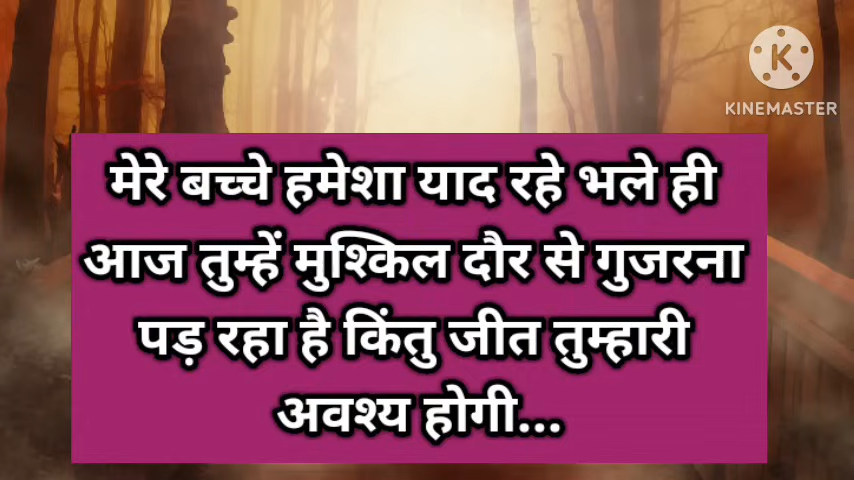 KINEMASTER
मेरे बच्चे हमेशा याद रहे भले ही
आज तुम्हें मुश्किल दौर से गुजरना
पड़ रहा है किंतु जीत तुम्हारी
अवश्य होगी...